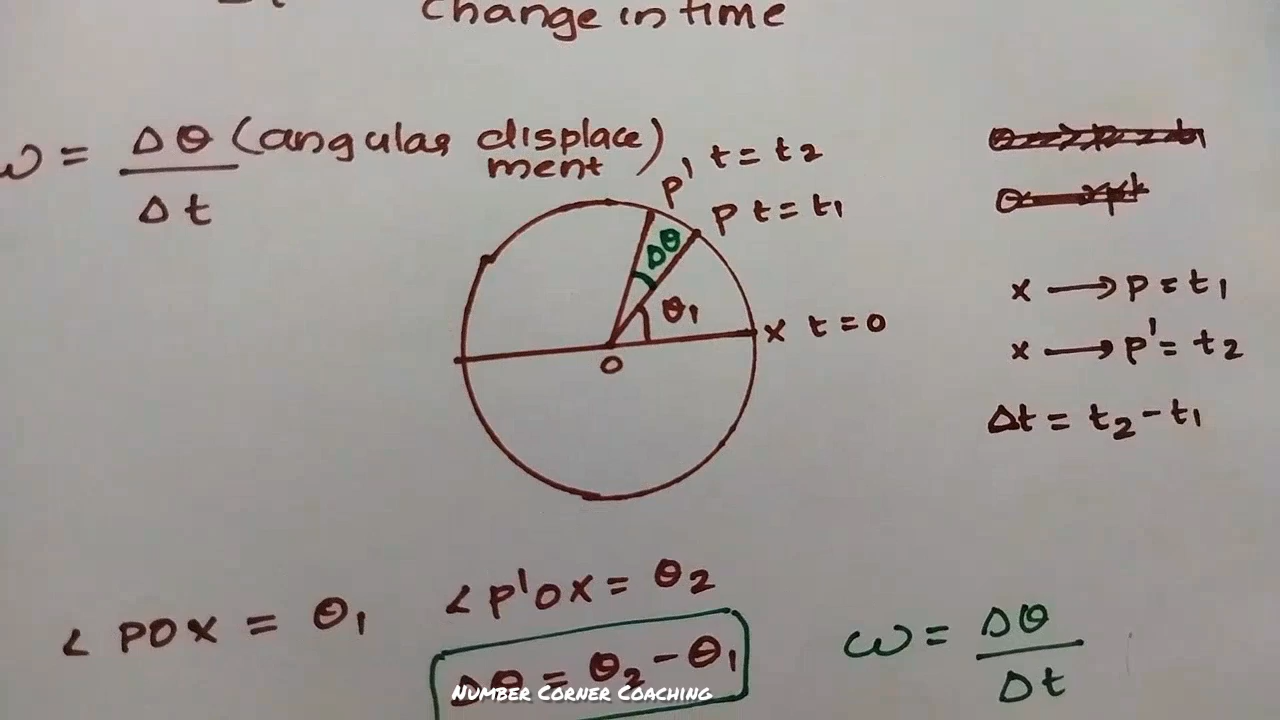 Change in time
ω = Δθ (angular displace
ment)
Δt
P' t = t₂
P t = t₁
Δθ
θ₁
x t = 0
O
x → P = t₁
x → P' = t₂
Δt = t₂ - t₁
∠ POX = θ₁
∠ P'OX = θ₂
Δθ = θ₂ - θ₁
ω = Δθ
Δt
Number Corner Coaching